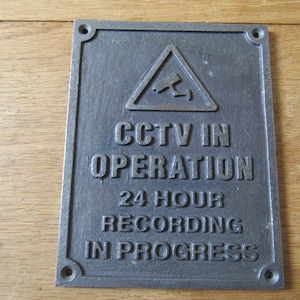 CCTV IN
OPERATION
24 HOUR
RECORDING
IN PROGRESS